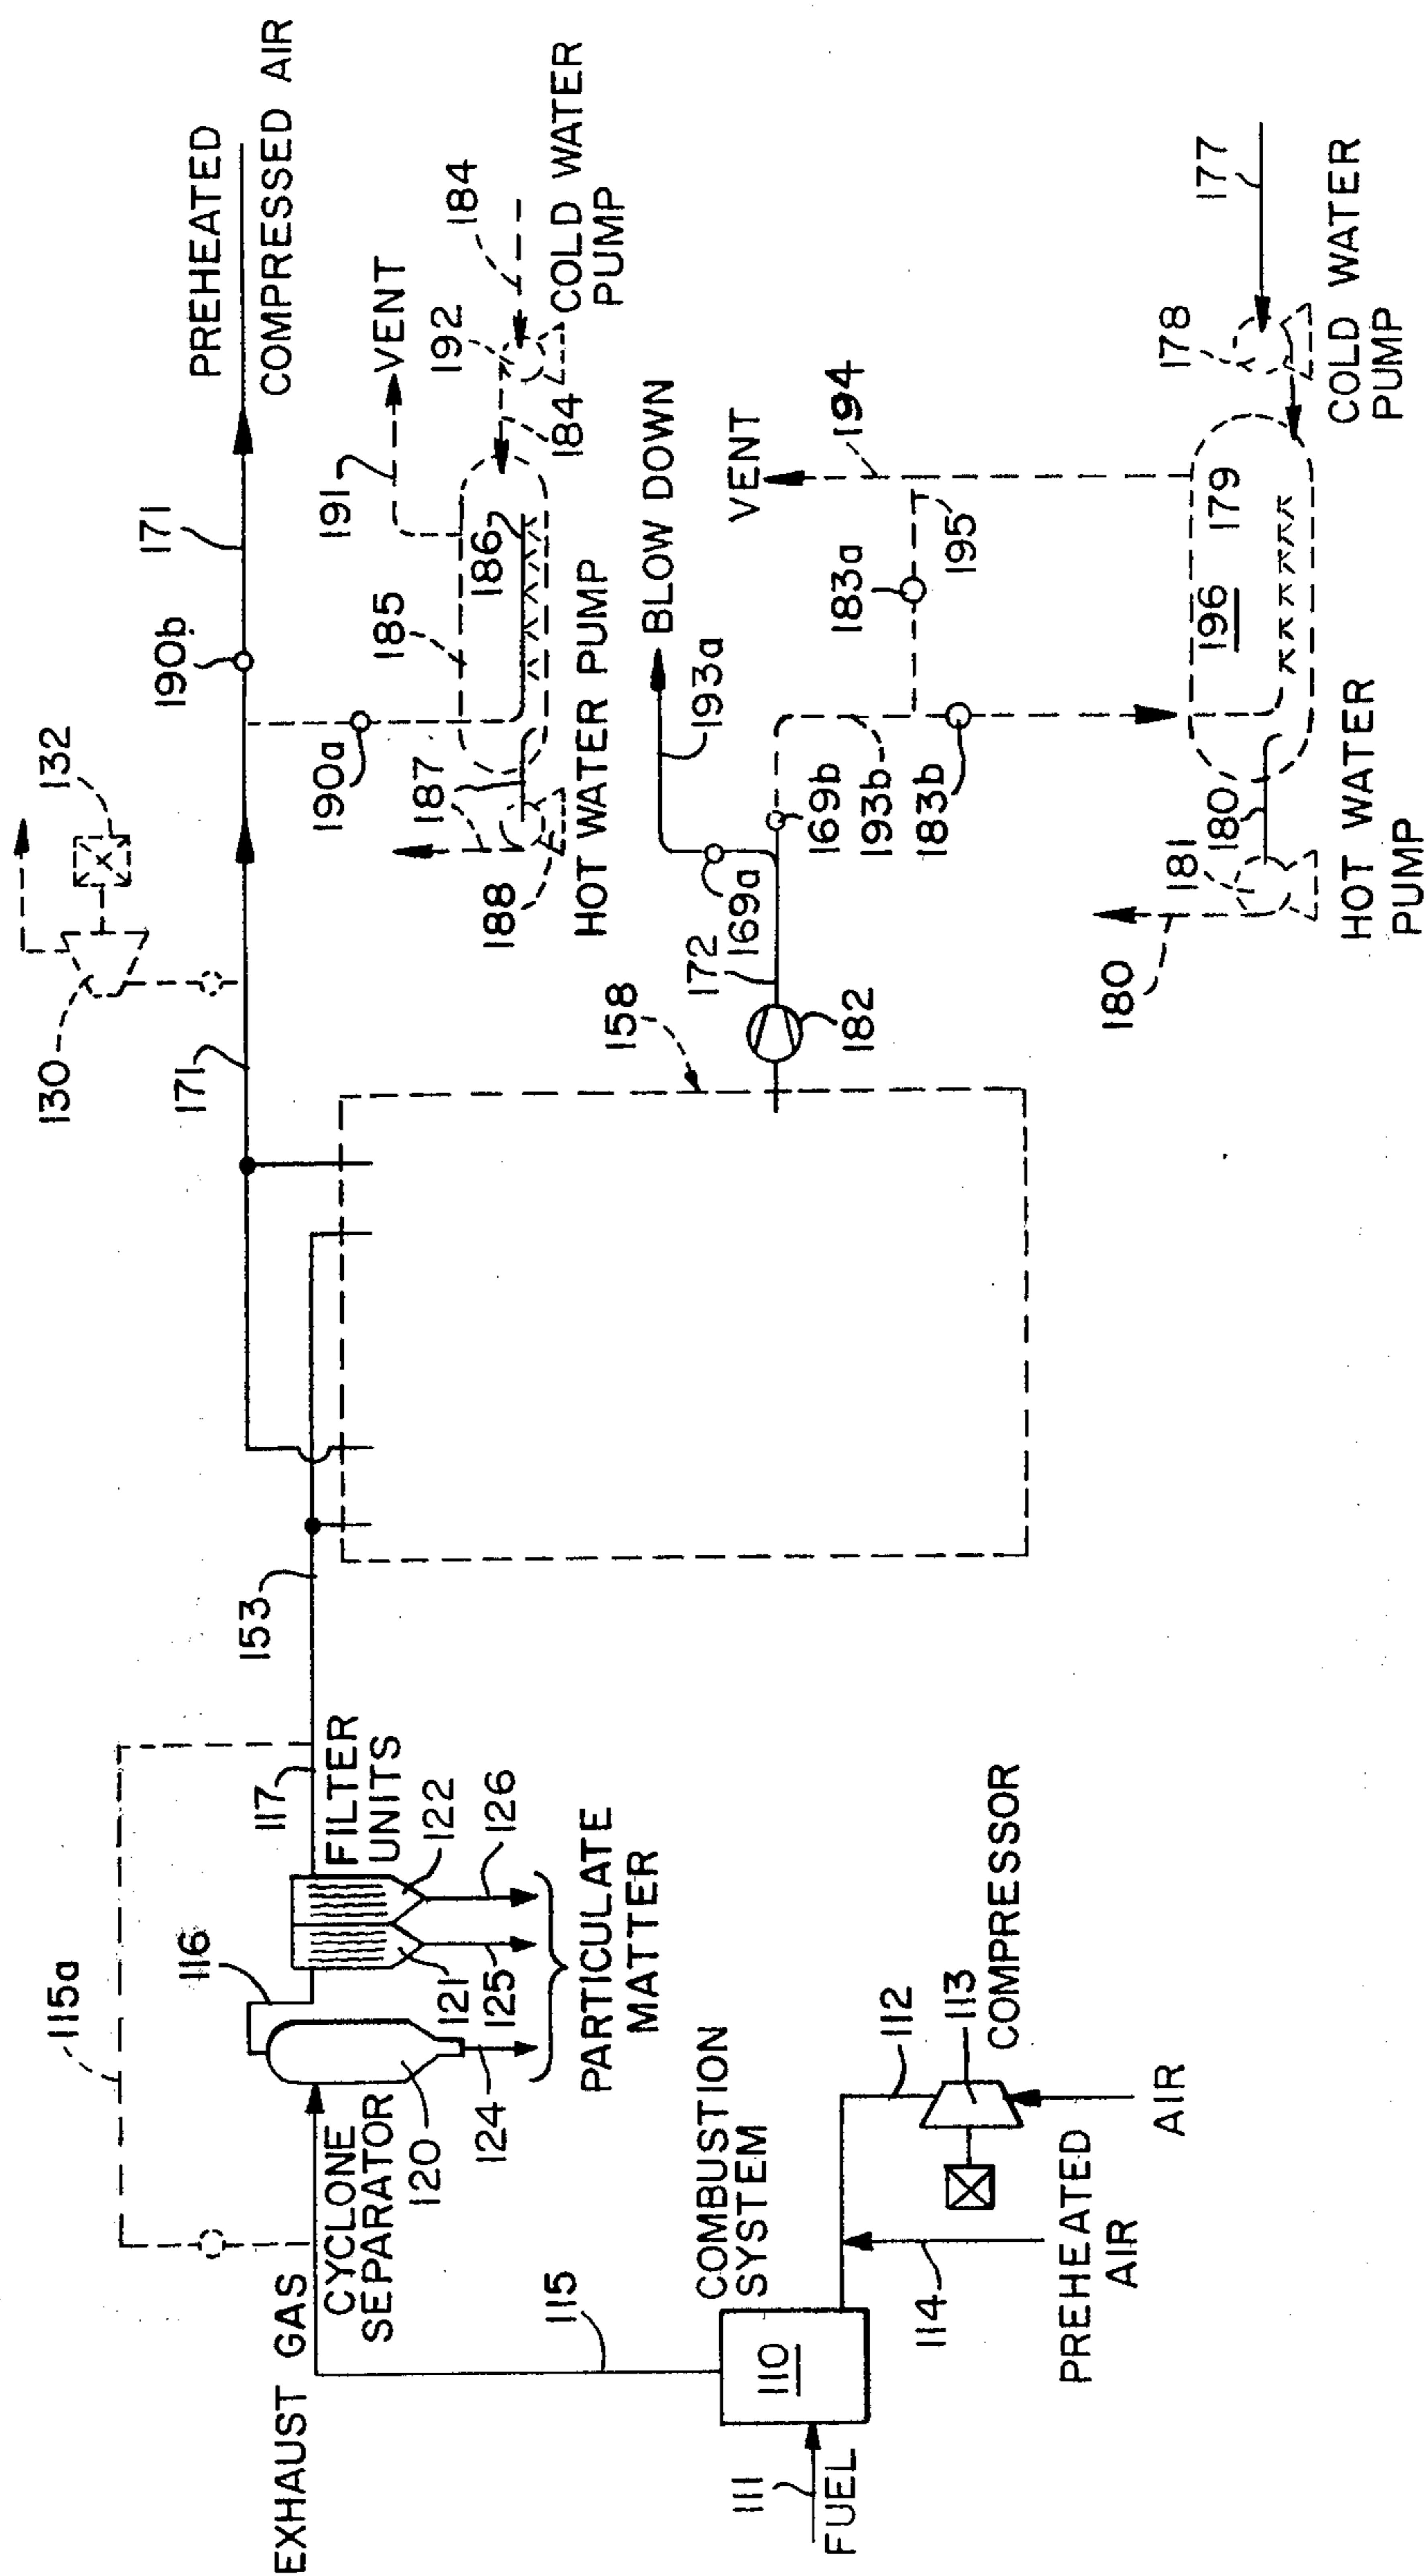 EXHAUST GAS
115a
CYCLONE
SEPARATOR
120
124
116
121
125
122
126
FILTER
UNITS
117
153
PARTICULATE
MATTER
115
COMBUSTION
SYSTEM
110
111
FUEL
112
113
COMPRESSOR
114
PREHEATED
AIR
AIR
158
171
130
132
171
190b
190a
PREHEATED
COMPRESSED AIR
191
VENT
185
186
187
188
HOT WATER PUMP
184
192
184
COLD WATER
PUMP
172
182
169a
193a
BLOW DOWN
169b
193b
183b
183a
195
194
VENT
196
179
180
181
180
HOT WATER
PUMP
177
178
COLD WATER
PUMP